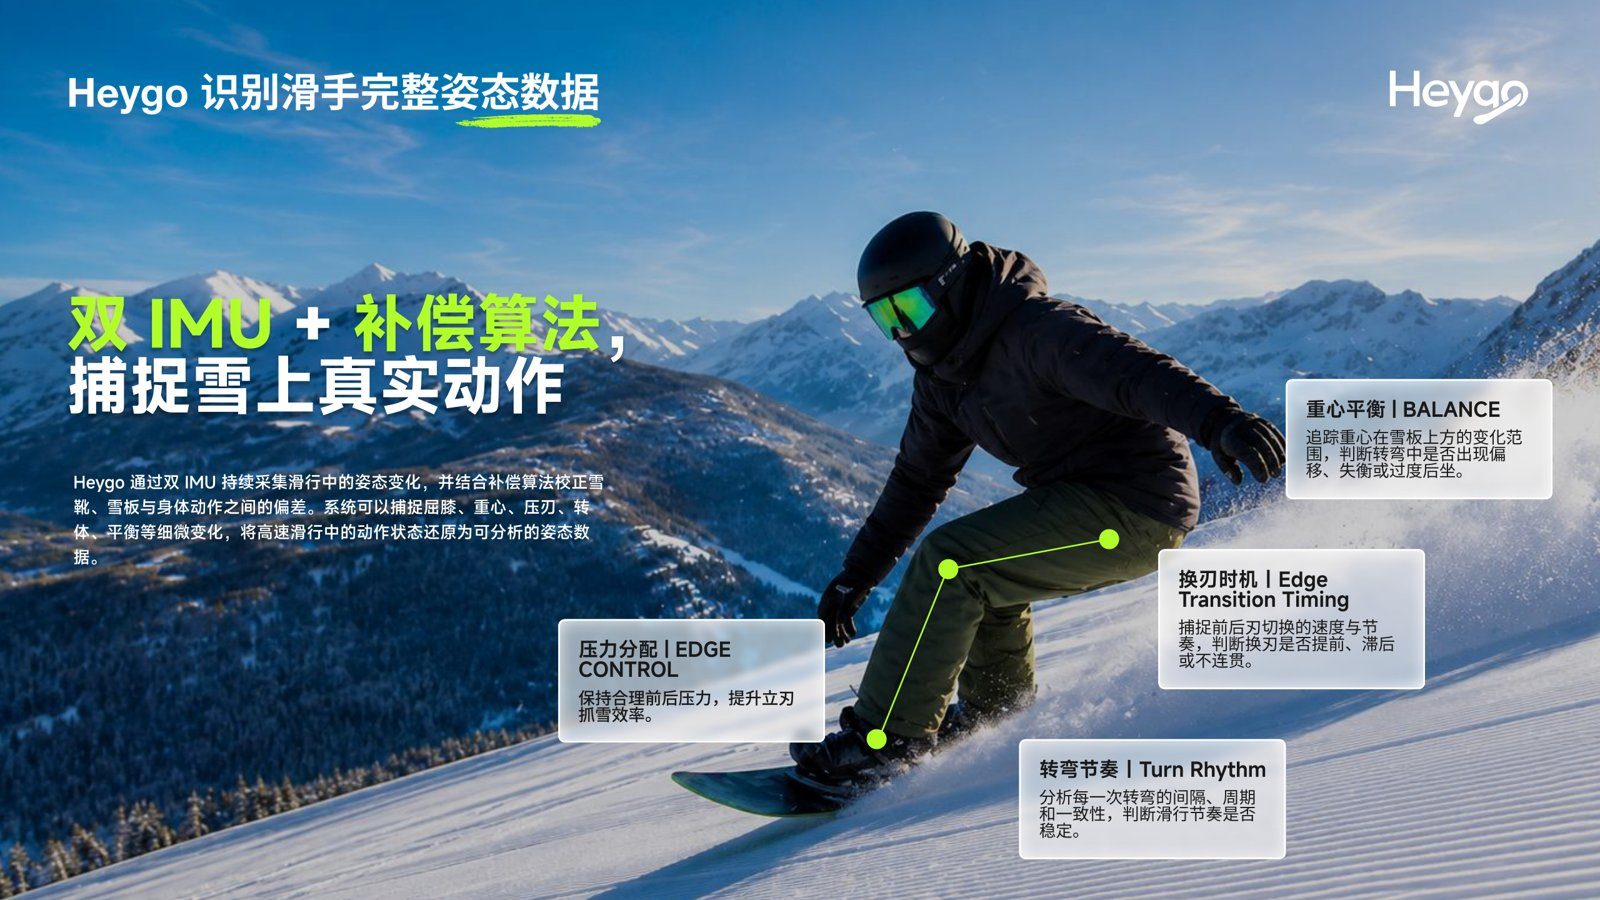 Heygo 识别滑手完整姿态数据
Heygo
双 IMU + 补偿算法，
捕捉雪上真实动作
Heygo 通过双 IMU 持续采集滑行中的姿态变化，并结合补偿算法校正雪
靴、雪板与身体动作之间的偏差。系统可以捕捉屈膝、重心、压刃、转
体、平衡等细微变化，将高速滑行中的动作状态还原为可分析的姿态数
据。
重心平衡 | BALANCE
追踪重心在雪板上方的变化范
围，判断转弯中是否出现偏
移、失衡或过度后坐。
换刃时机 | Edge
Transition Timing
捕捉前后刃切换的速度与节
奏，判断换刃是否提前、滞后
或不连贯。
压力分配 | EDGE
CONTROL
保持合理前后压力，提升立刃
抓雪效率。
转弯节奏 | Turn Rhythm
分析每一次转弯的间隔、周期
和一致性，判断滑行节奏是否
稳定。